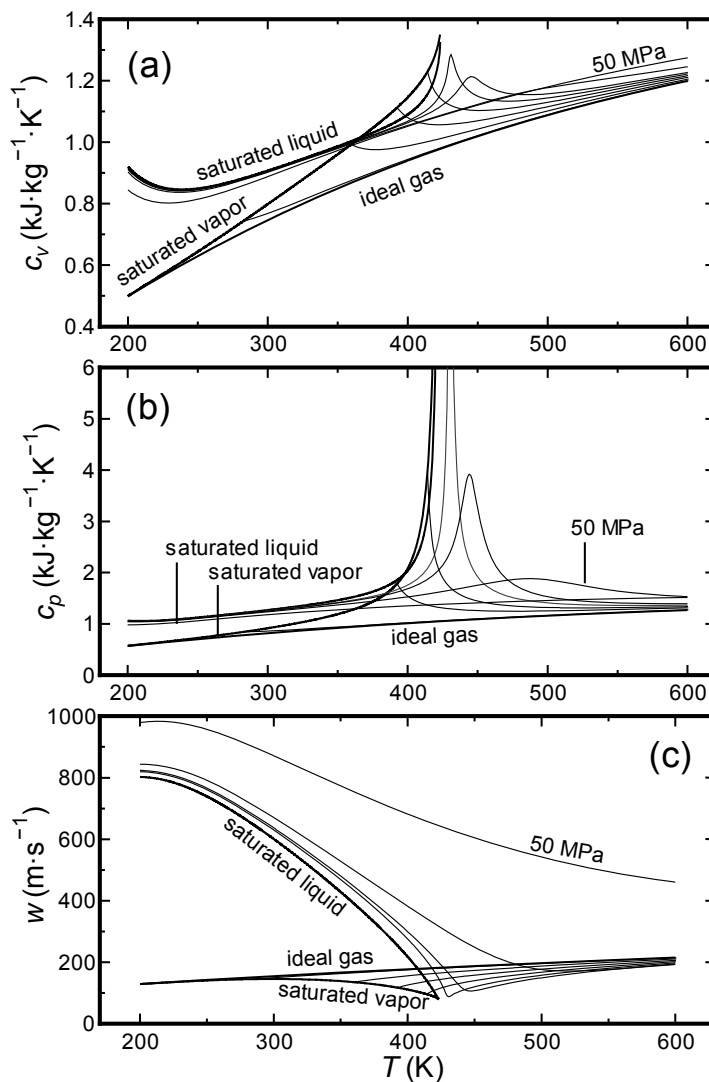 1.4
1.2
1.0
0.8
0.6
0.4
c_v (kJ·kg⁻¹·K⁻¹)
(a)
50 MPa
saturated liquid
saturated vapor
ideal gas
200
300
400
500
600
6
5
4
3
2
1
0
c_p (kJ·kg⁻¹·K⁻¹)
(b)
50 MPa
saturated liquid
saturated vapor
ideal gas
200
300
400
500
600
1000
800
600
400
200
0
w (m·s⁻¹)
(c)
50 MPa
saturated liquid
ideal gas
saturated vapor
200
300
400
500
600
T (K)